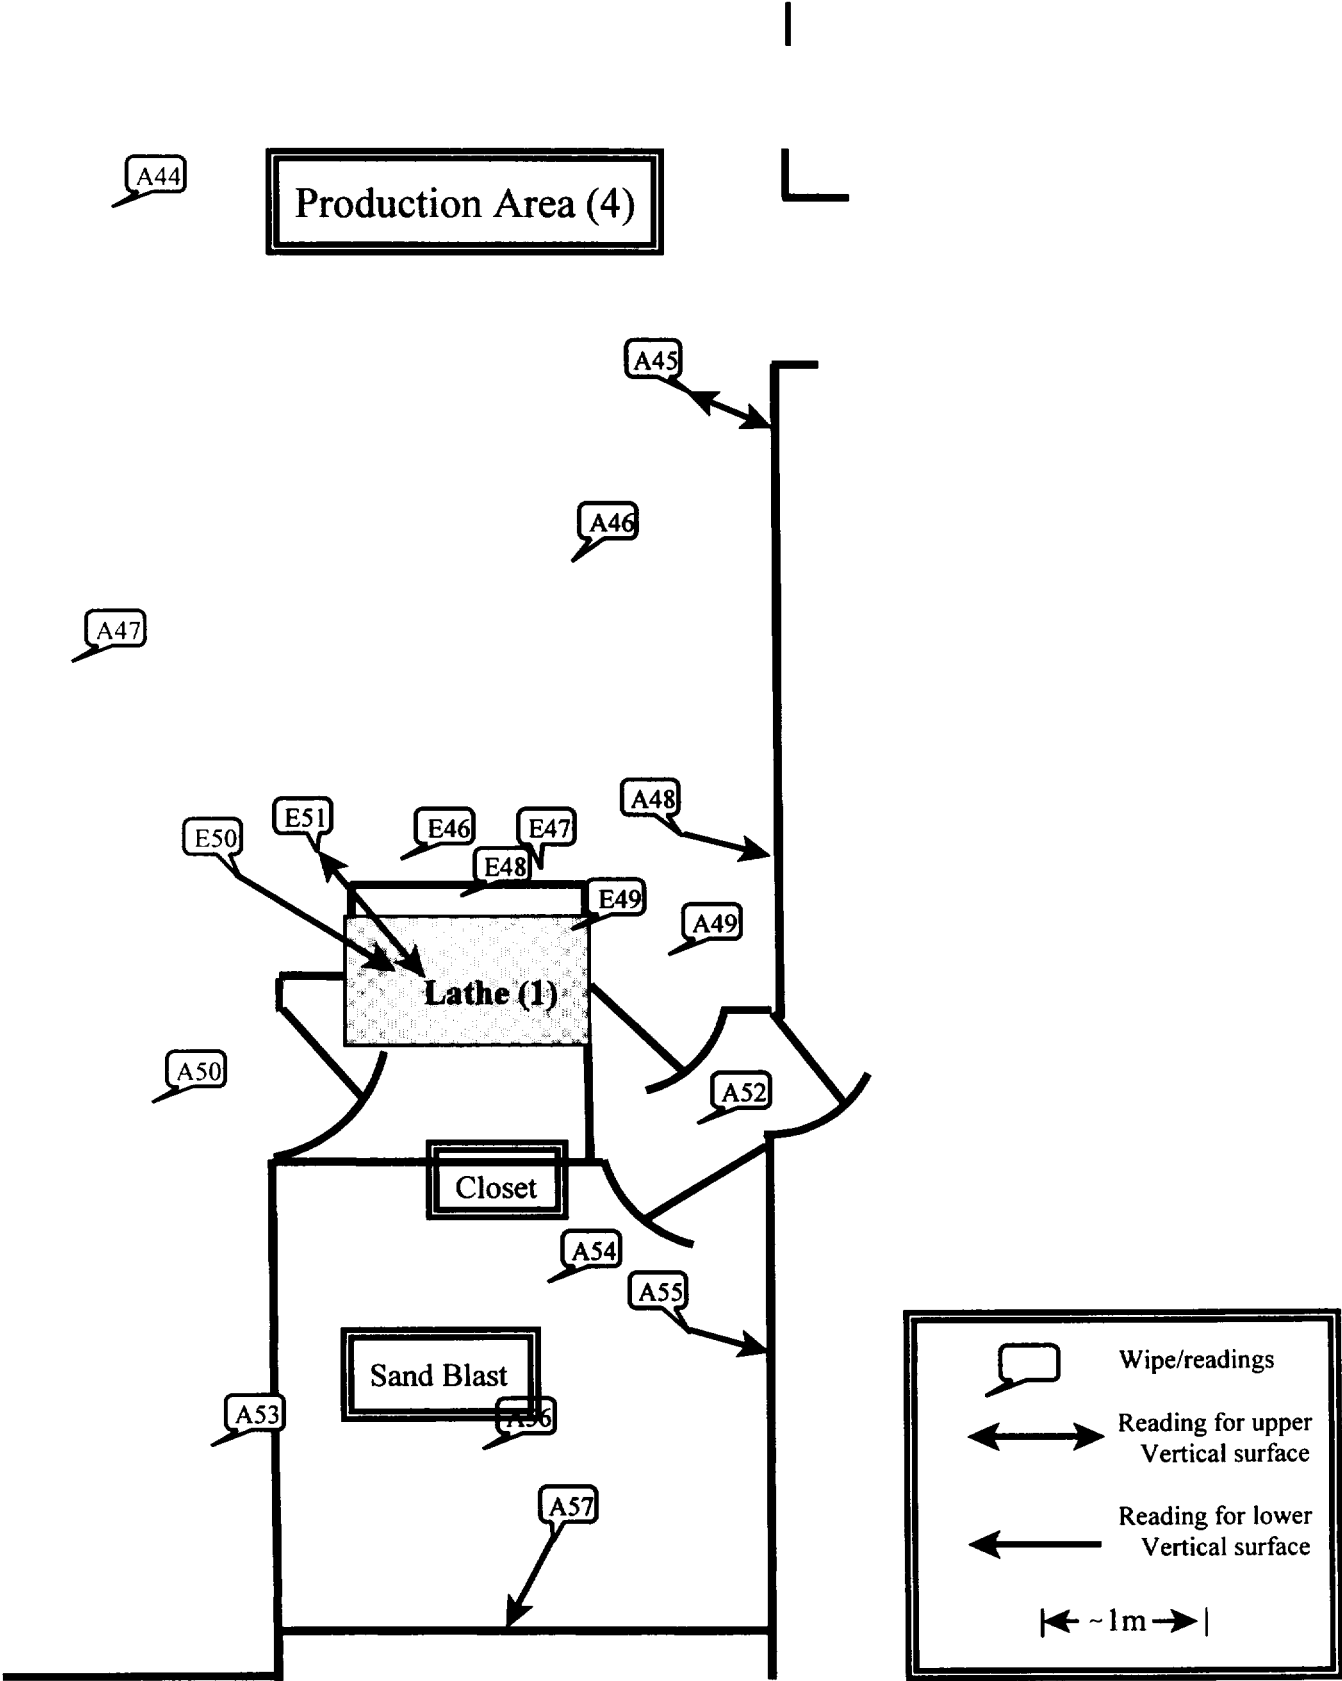 A44
Production Area (4)
A45
A46
A47
A48
E51
E46
E47
E50
E48
E49
A49
Lathe (1)
A50
A52
Closet
A54
A55
Sand Blast
A53
A56
A57
Wipe/readings
Reading for upper
Vertical surface
Reading for lower
Vertical surface
~1m